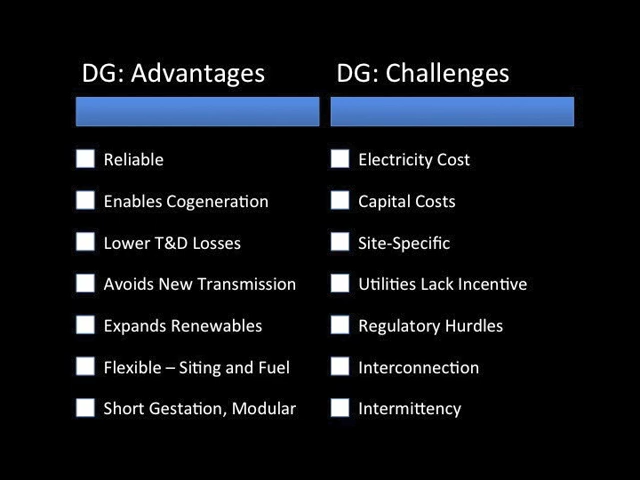 DG: Advantages
Reliable
Enables Cogeneration
Lower T&D Losses
Avoids New Transmission
Expands Renewables
Flexible – Siting and Fuel
Short Gestation, Modular
DG: Challenges
Electricity Cost
Capital Costs
Site-Specific
Utilities Lack Incentive
Regulatory Hurdles
Interconnection
Intermittency